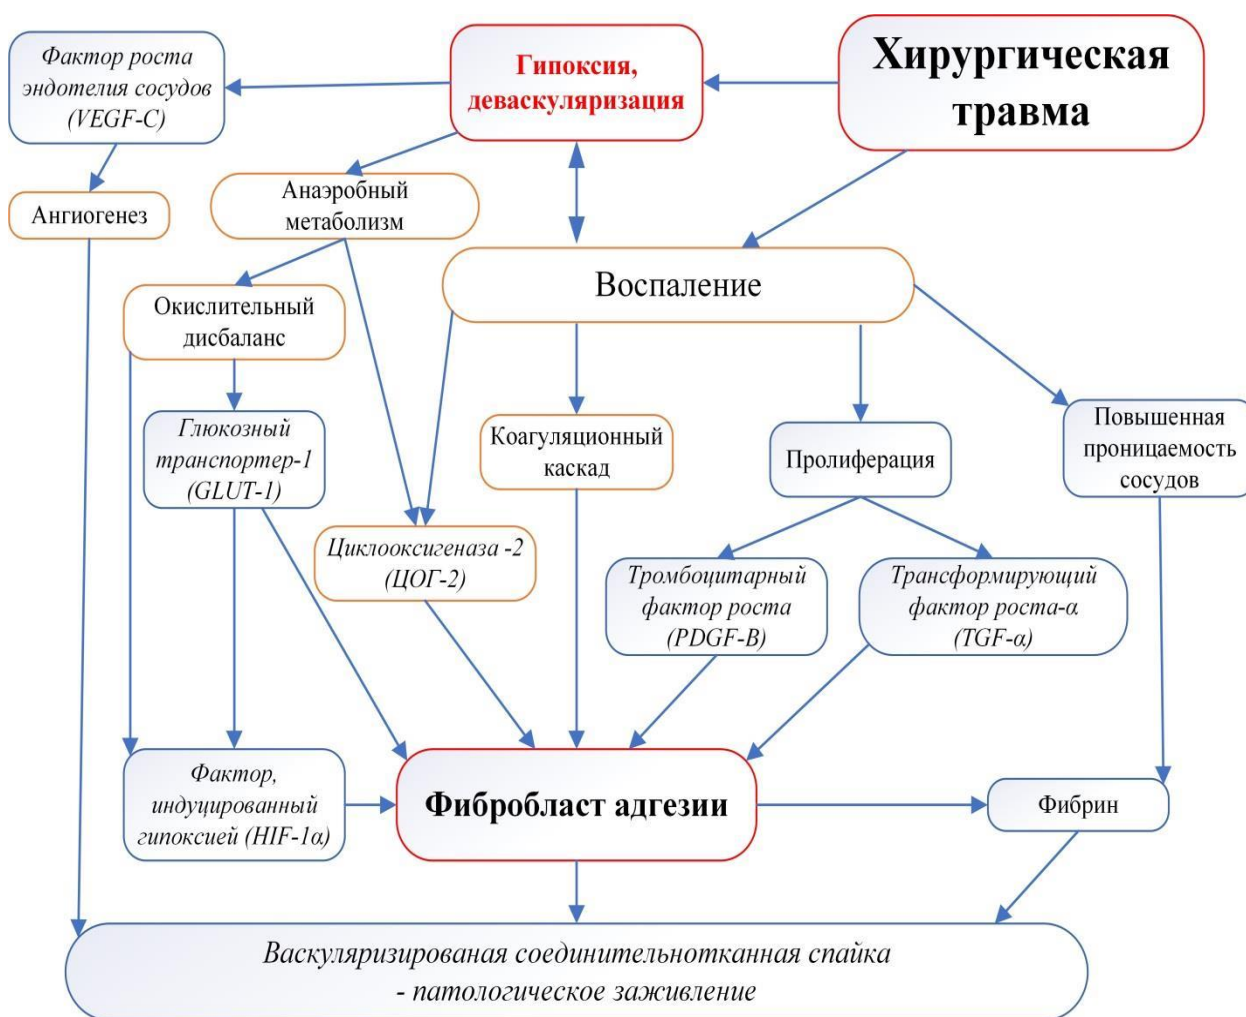 Фактор роста
эндотелия сосудов
(VEGF-C)
Гипоксия,
деваскуляризация
Хирургическая
травма
Ангиогенез
Анаэробный
метаболизм
Воспаление
Окислительный
дисбаланс
Глюкозный
транспортер-1
(GLUT-1)
Коагуляционный
каскад
Пролиферация
Повышенная
проницаемость
сосудов
Циклооксигеназа -2
(ЦОГ-2)
Тромбоцитарный
фактор роста
(PDGF-B)
Трансформирующий
фактор роста-α
(TGF-α)
Фактор,
индуцированный
гипоксией (HIF-1α)
Фибробласт адгезии
Фибрин
Васкуляризированая соединительнотканная спайка
- патологическое заживление